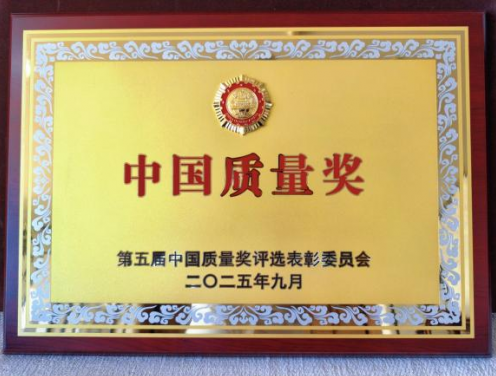 中国质量奖
第五届中国质量奖评选表彰委员会
二〇二五年九月